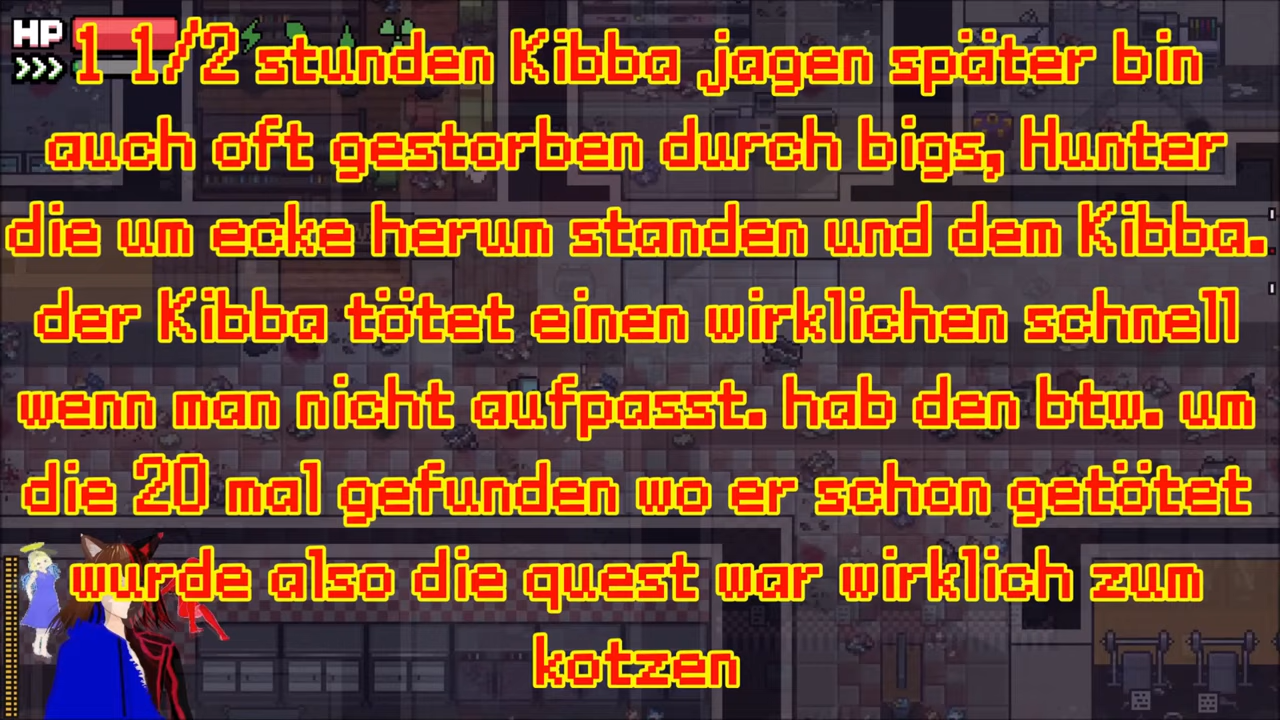 HP
>>>
1 1/2 stunden Kibba jagen später bin
auch oft gestorben durch bigs, Hunter
die um ecke herum standen und dem Kibba.
der Kibba tötet einen wirklichen schnell
wenn man nicht aufpasst. hab den btw. um
die 20 mal gefunden wo er schon getötet
wurde also die quest war wirklich zum
kotzen